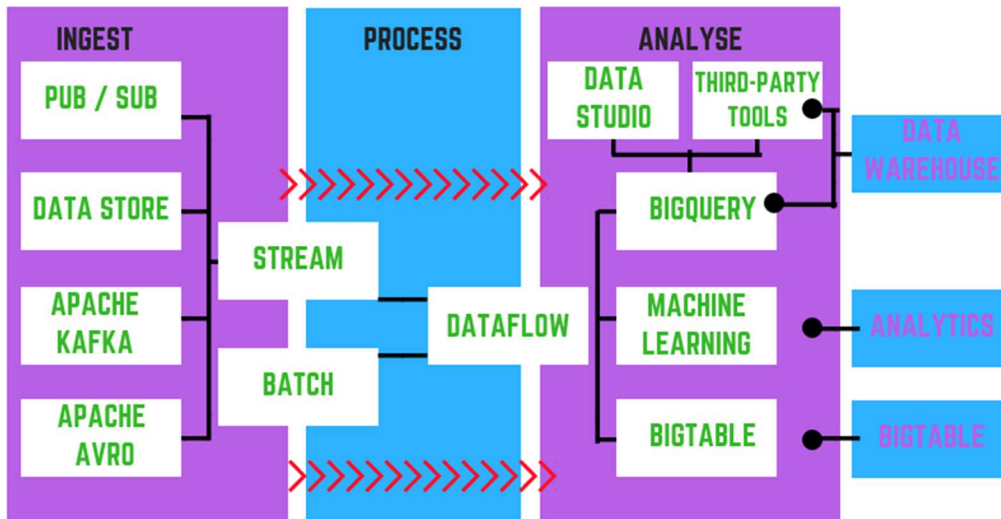 INGEST
PROCESS
ANALYSE
PUB / SUB
DATA STORE
APACHE
KAFKA
APACHE
AVRO
STREAM
BATCH
DATAFLOW
DATA
STUDIO
THIRD-PARTY
TOOLS
BIGQUERY
MACHINE
LEARNING
BIGTABLE
DATA
WAREHOUSE
ANALYTICS
BIGTABLE